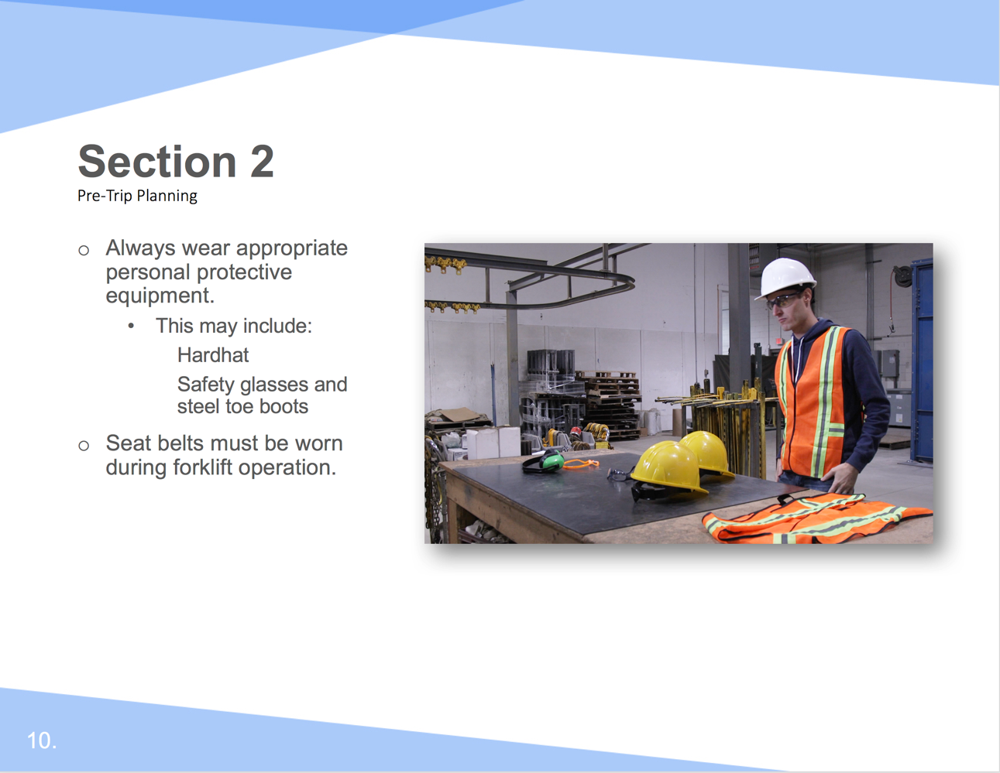 Section 2
Pre-Trip Planning
o Always wear appropriate
personal protective
equipment.
• This may include:
Hardhat
Safety glasses and
steel toe boots
o Seat belts must be worn
during forklift operation.
10.